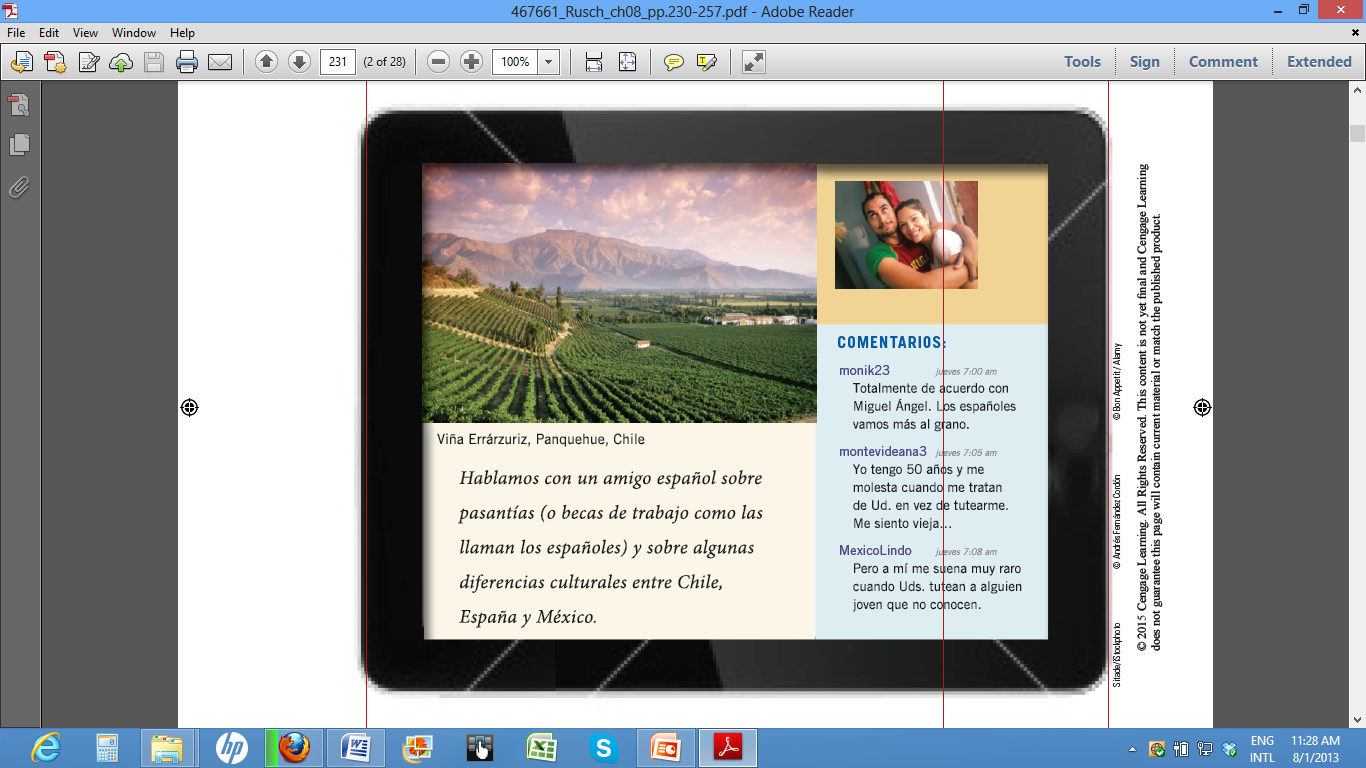 467661_Rusch_ch08_pp.230-257.pdf - Adobe Reader
File Edit View Window Help
231 (2 of 28) 100% Tools Sign Comment Extended
Viña Errárzuriz, Panquehue, Chile
Hablamos con un amigo español sobre
pasantías (o becas de trabajo como las
llaman los españoles) y sobre algunas
diferencias culturales entre Chile,
España y México.
COMENTARIOS:
monik23 jueves 7:00 am
Totalmente de acuerdo con
Miguel Ángel. Los españoles
vamos más al grano.
montevideana3 jueves 7:05 am
Yo tengo 50 años y me
molesta cuando me tratan
de Ud. en vez de tutearme.
Me siento vieja...
MexicoLindo jueves 7:08 am
Pero a mí me suena muy raro
cuando Uds. tutean a alguien
joven que no conocen.
© Bon Appetit / Alamy
© Andrés Fernández Cordón
Sitade/iStockphoto
© 2015 Cengage Learning. All Rights Reserved. This content is not yet final and Cengage Learning
does not guarantee this page will contain current material or match the published product.
hp
ENG
INTL
11:28 AM
8/1/2013